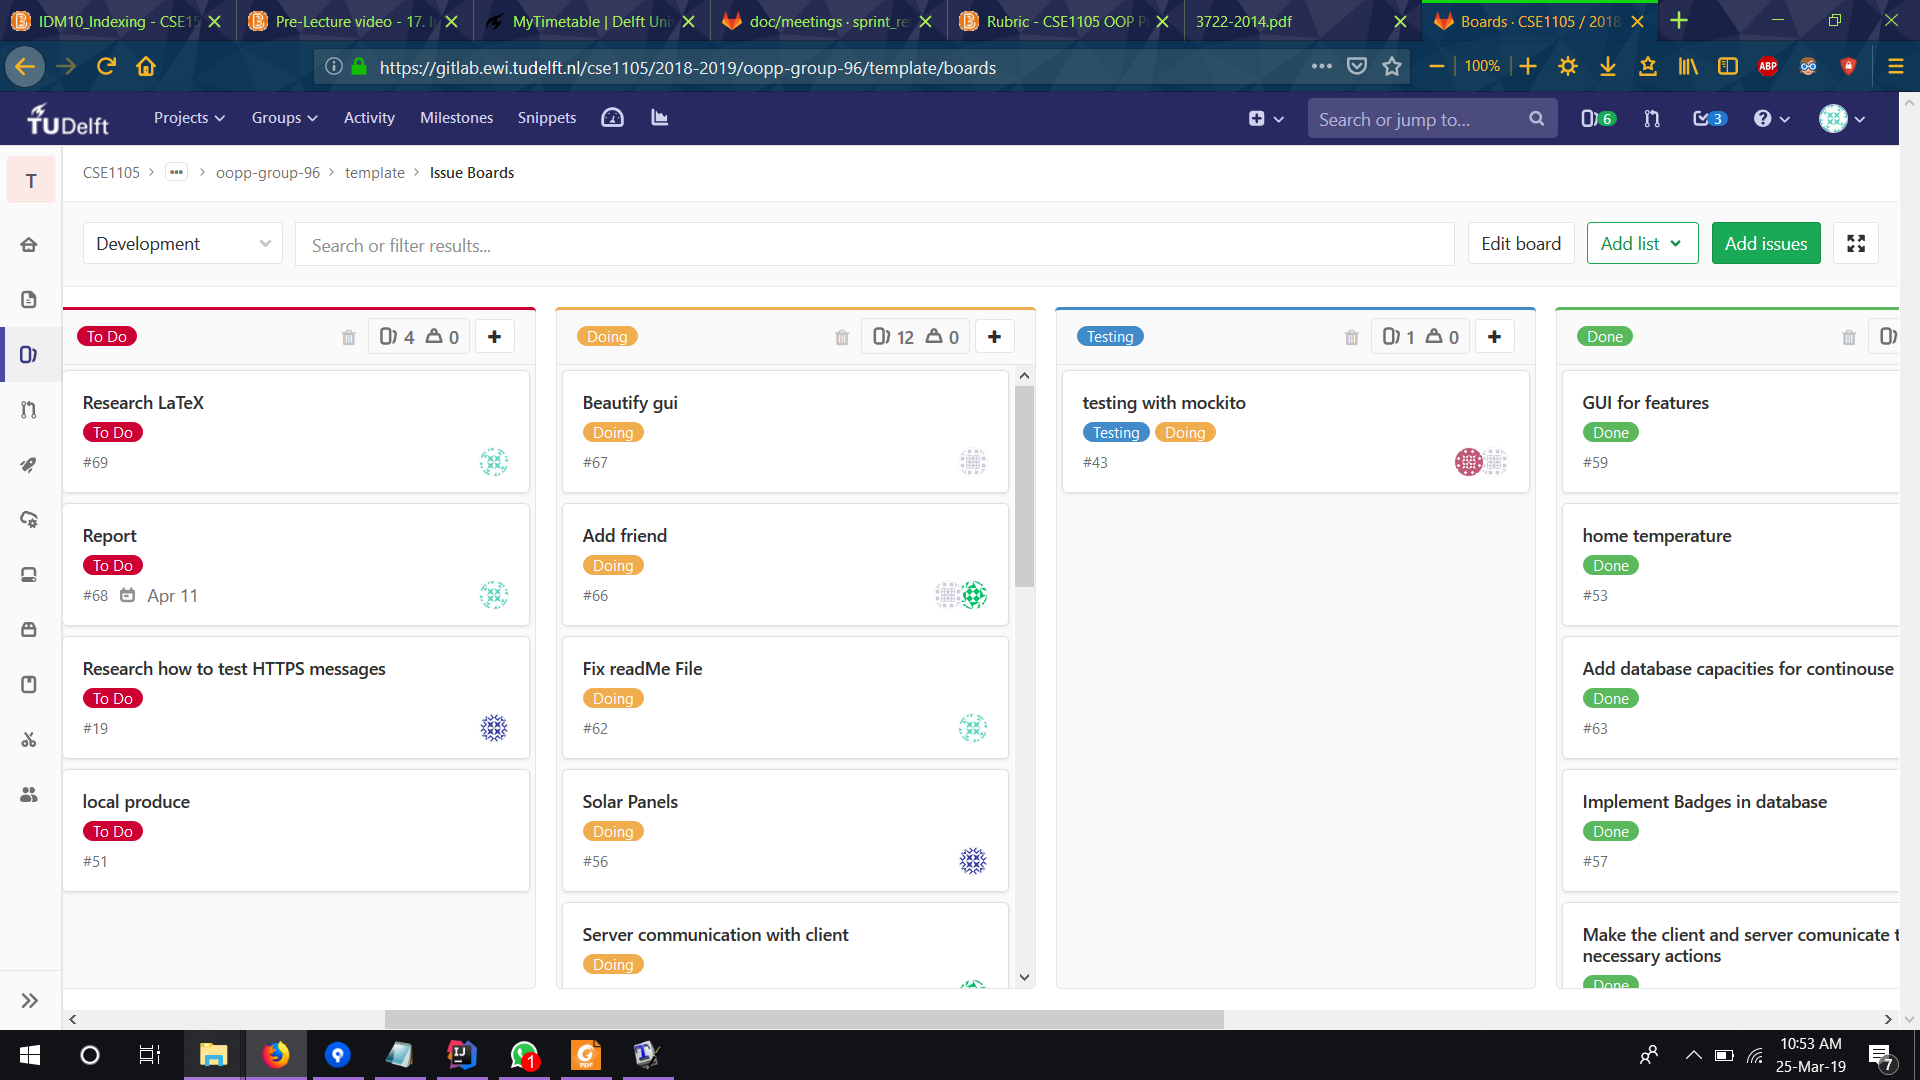 IDM10_Indexing - CSE15
Pre-Lecture video - 17. I
MyTimetable | Delft Uni
doc/meetings · sprint_re
Rubric - CSE1105 OOP P
3722-2014.pdf
Boards · CSE1105 / 2018
https://gitlab.ewi.tudelft.nl/cse1105/2018-2019/oopp-group-96/template/boards
100%
ABP
TUDelft
Projects
Groups
Activity
Milestones
Snippets
Search or jump to...
6
3
T
CSE1105 › ... › oopp-group-96 › template › Issue Boards
Development
Search or filter results...
Edit board
Add list
Add issues
To Do
4
0
Research LaTeX
To Do
#69
Report
To Do
#68
Apr 11
Research how to test HTTPS messages
To Do
#19
local produce
To Do
#51
Doing
12
0
Beautify gui
Doing
#67
Add friend
Doing
#66
Fix readMe File
Doing
#62
Solar Panels
Doing
#56
Server communication with client
Doing
Testing
1
0
testing with mockito
Testing Doing
#43
Done
GUI for features
Done
#59
home temperature
Done
#53
Add database capacities for continouse
Done
#63
Implement Badges in database
Done
#57
Make the client and server comunicate t
necessary actions
Done
IJ
1
G
PDF
10:53 AM
25-Mar-19
7